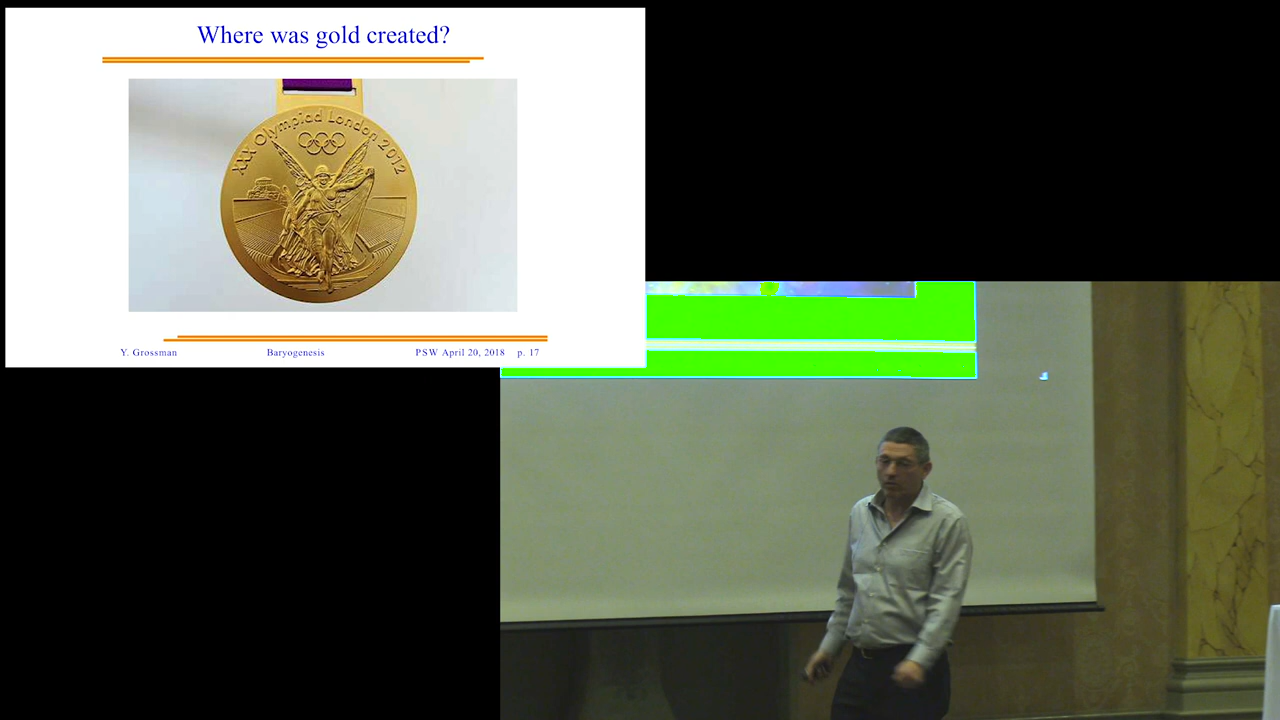 Where was gold created?
XXX Olympiad London 2012
Y. Grossman Baryogenesis PSW April 20, 2018 p. 17